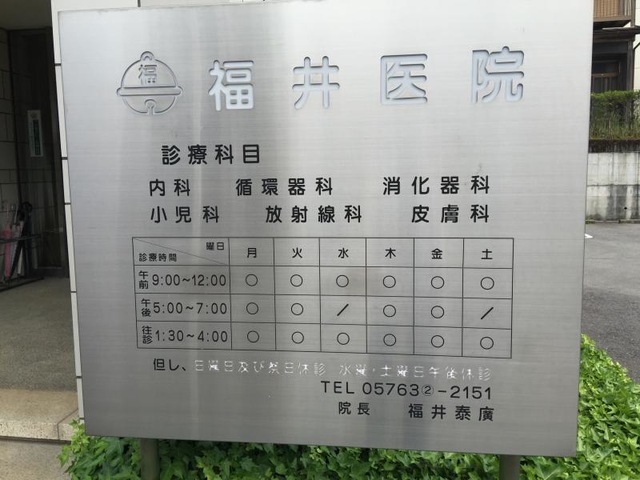 福 福井医院
診療科目
内科 循環器科 消化器科
小児科 放射線科 皮膚科
曜日 診療時間 月 火 水 木 金 土
午前 9:00~12:00 ○ ○ ○ ○ ○ ○
午後 5:00~7:00 ○ ○ / ○ ○ /
往診 1:30~4:00 ○ ○ ○ ○ ○ ○
但し、日曜日及び祭日休診 水曜・土曜日午後休診
TEL 05763②-2151
院長 福井泰廣